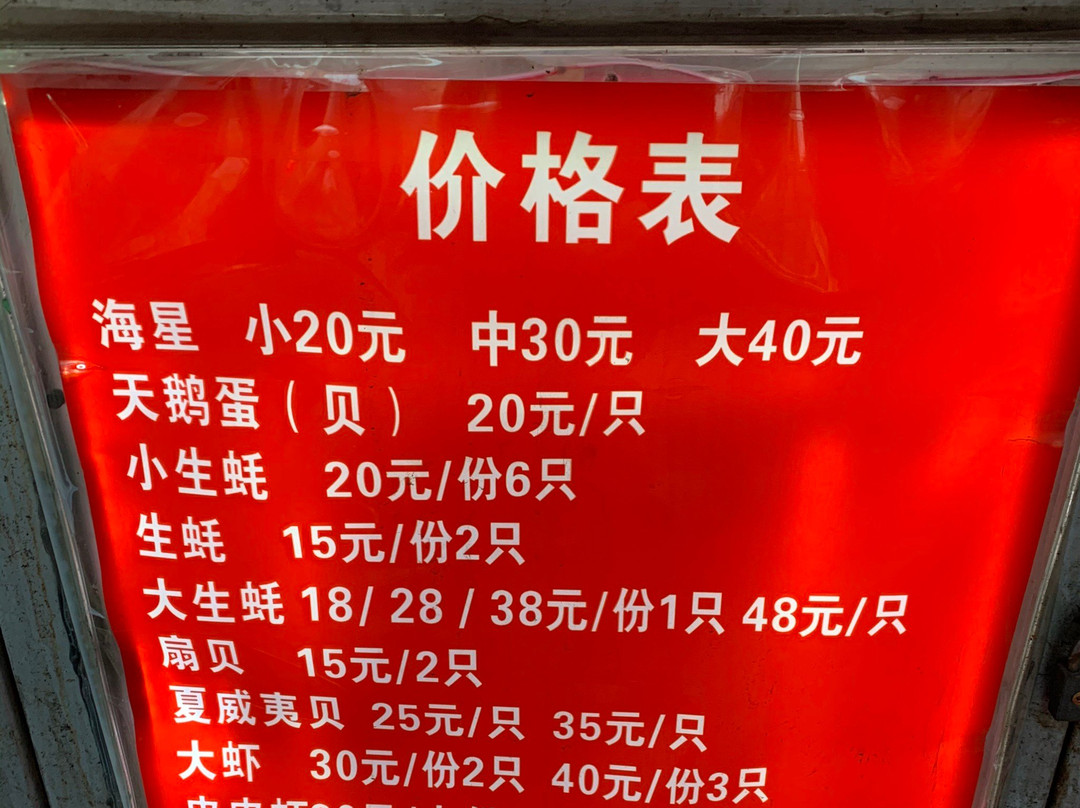 价格表
海星 小20元 中30元 大40元
天鹅蛋（贝） 20元/只
小生蚝 20元/份6只
生蚝 15元/份2只
大生蚝 18/ 28 / 38元/份1只 48元/只
扇贝 15元/2只
夏威夷贝 25元/只 35元/只
大虾 30元/份2只 40元/份3只